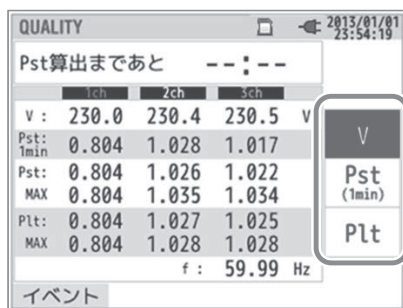 QUALITY 2013/01/01
23:54:19
Pst算出まであと --:--
1ch 2ch 3ch
V : 230.0 230.4 230.5 V
Pst: 1min 0.804 1.028 1.017
Pst: 0.804 1.026 1.022
MAX 0.804 1.035 1.034
Plt: 0.804 1.027 1.025
MAX 0.804 1.028 1.028
f : 59.99 Hz
イベント
V
Pst
(1min)
Plt